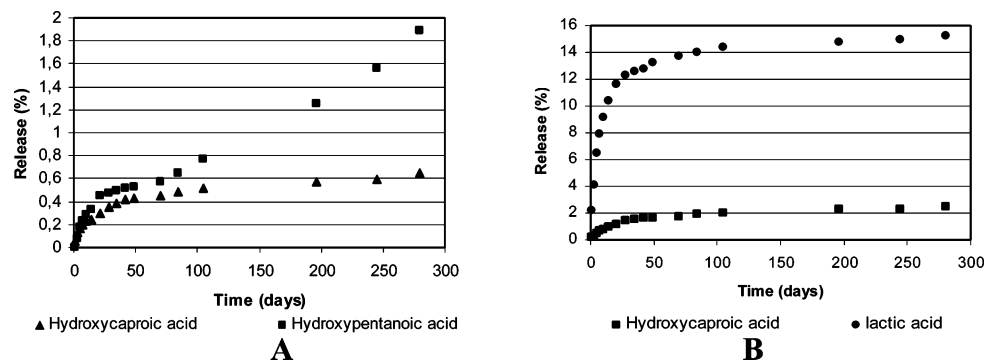 2
1,8
1,6
1,4
1,2
1
0,8
0,6
0,4
0,2
0
Release (%)
0 50 100 150 200 250 300
Time (days)
▲ Hydroxycaproic acid ■ Hydroxypentanoic acid
A
16
14
12
10
8
6
4
2
0
Release (%)
0 50 100 150 200 250 300
Time (days)
■ Hydroxycaproic acid ● lactic acid
B